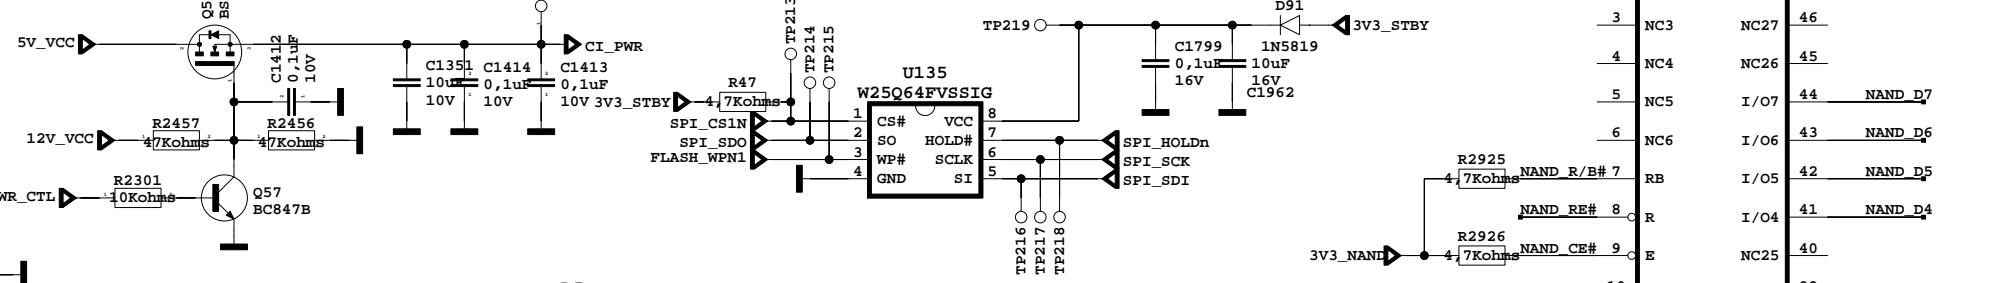 5V_VCC
Q5
BS
C1412
0,1uF
10V
CI_PWR
C1351
10uF
10V
C1414
0,1uF
10V
C1413
0,1uF
10V
12V_VCC
R2457
47Kohms
R2456
47Kohms
WR_CTL
R2301
10Kohms
Q57
BC847B
TP213
TP214
TP215
R47
3V3_STBY
4,7Kohms
SPI_CS1N
SPI_SDO
FLASH_WPN1
U135
W25Q64FVSSIG
1 CS# VCC 8
2 SO HOLD# 7
3 WP# SCLK 6
4 GND SI 5
SPI_HOLDn
SPI_SCK
SPI_SDI
TP216
TP217
TP218
TP219
D91
1N5819
3V3_STBY
C1799
0,1uF
16V
10uF
16V
C1962
3 NC3 NC27 46
4 NC4 NC26 45
5 NC5 I/O7 44 NAND_D7
6 NC6 I/O6 43 NAND_D6
R2925
4,7Kohms
NAND_R/B# 7 RB I/O5 42 NAND_D5
NAND_RE# 8 R I/O4 41 NAND_D4
R2926
3V3_NAND
4,7Kohms
NAND_CE# 9 E NC25 40